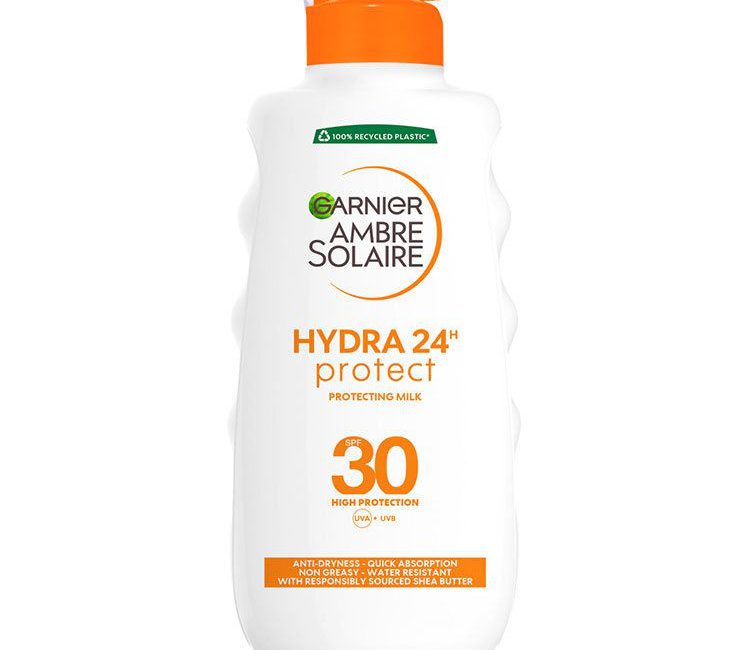 100% RECYCLED PLASTIC*
GARNIER
AMBRE
SOLAIRE
HYDRA 24H
protect
PROTECTING MILK
SPF
30
HIGH PROTECTION
UVA + UVB
ANTI-DRYNESS - QUICK ABSORPTION
NON GREASY - WATER RESISTANT
WITH RESPONSIBLY SOURCED SHEA BUTTER